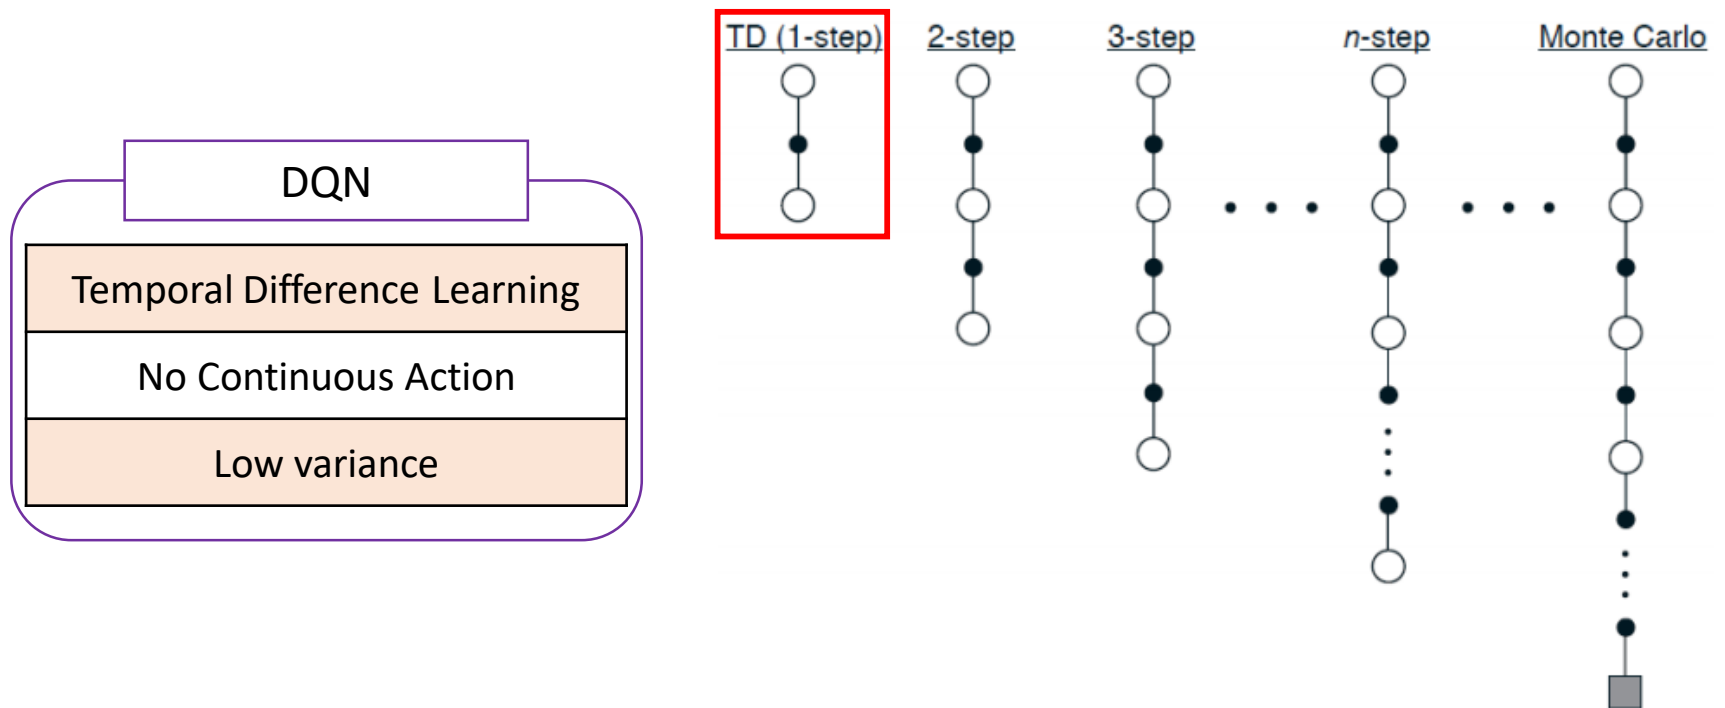 DQN
Temporal Difference Learning
No Continuous Action
Low variance
TD (1-step)
2-step
3-step
n-step
Monte Carlo